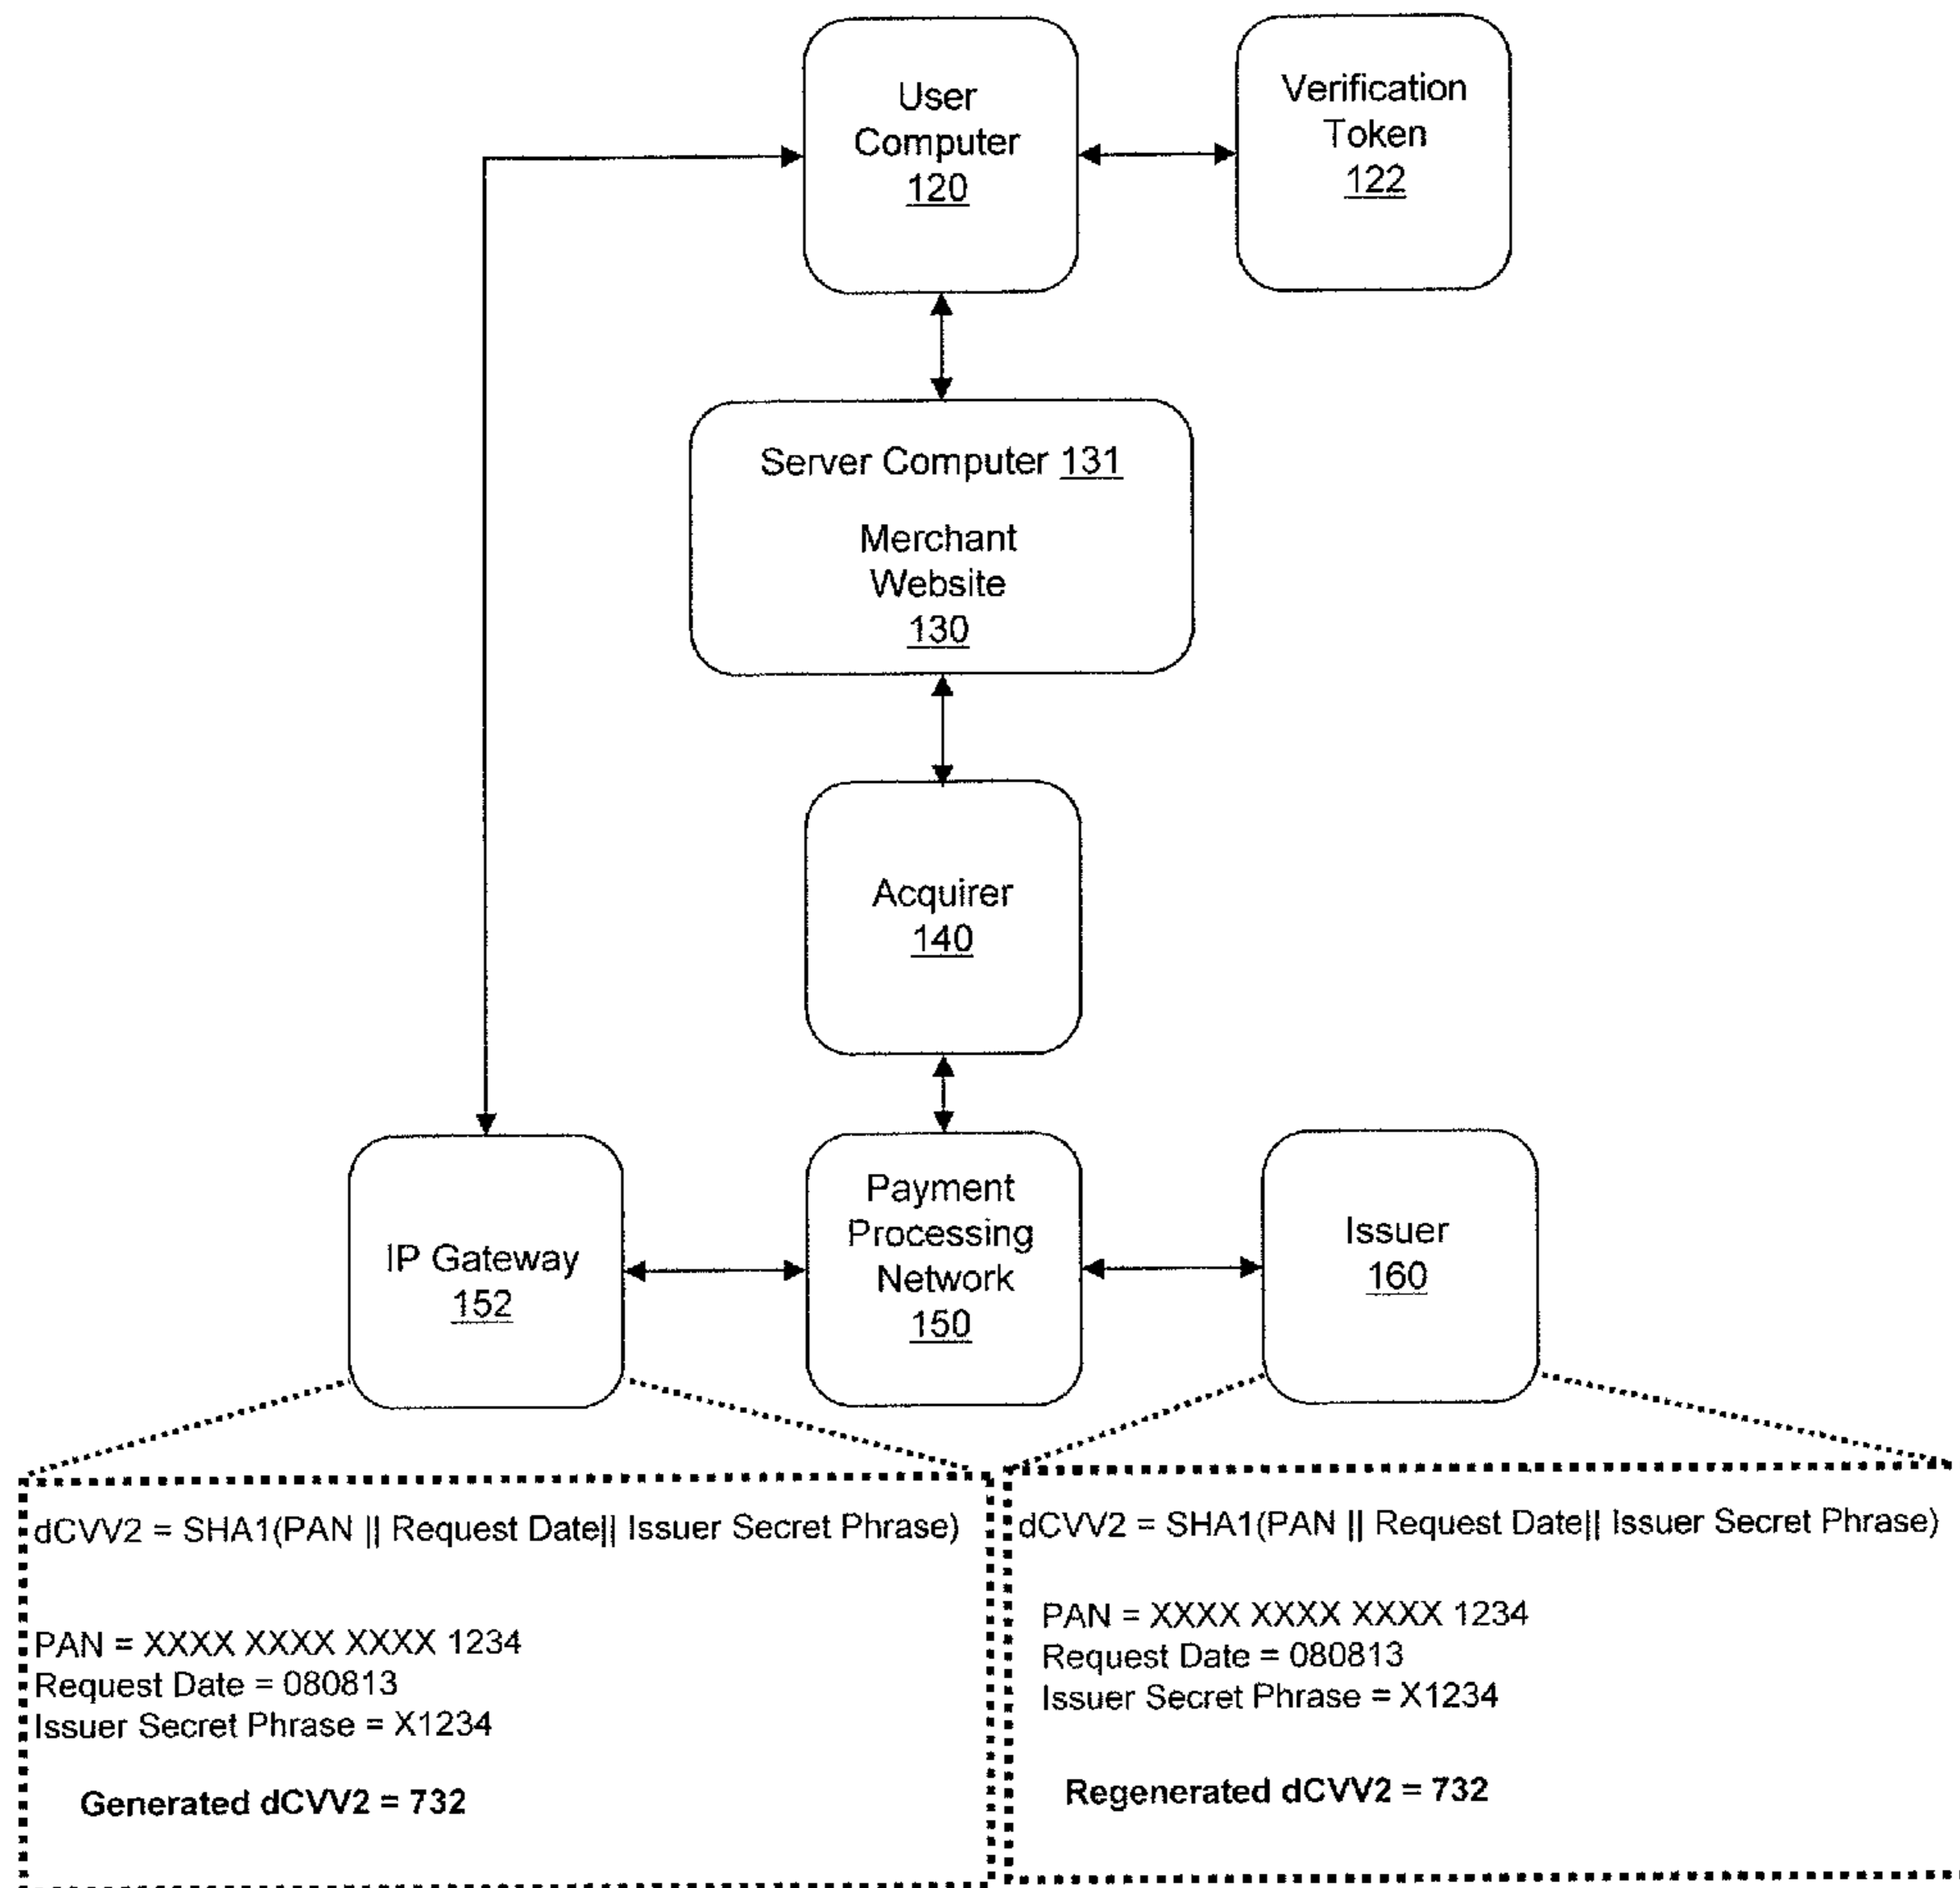 User
Computer
120
Verification
Token
122
Server Computer 131
Merchant
Website
130
Acquirer
140
IP Gateway
152
Payment
Processing
Network
150
Issuer
160
dCVV2 = SHA1(PAN || Request Date|| Issuer Secret Phrase)
PAN = XXXX XXXX XXXX 1234
Request Date = 080813
Issuer Secret Phrase = X1234
Generated dCVV2 = 732
dCVV2 = SHA1(PAN || Request Date|| Issuer Secret Phrase)
PAN = XXXX XXXX XXXX 1234
Request Date = 080813
Issuer Secret Phrase = X1234
Regenerated dCVV2 = 732